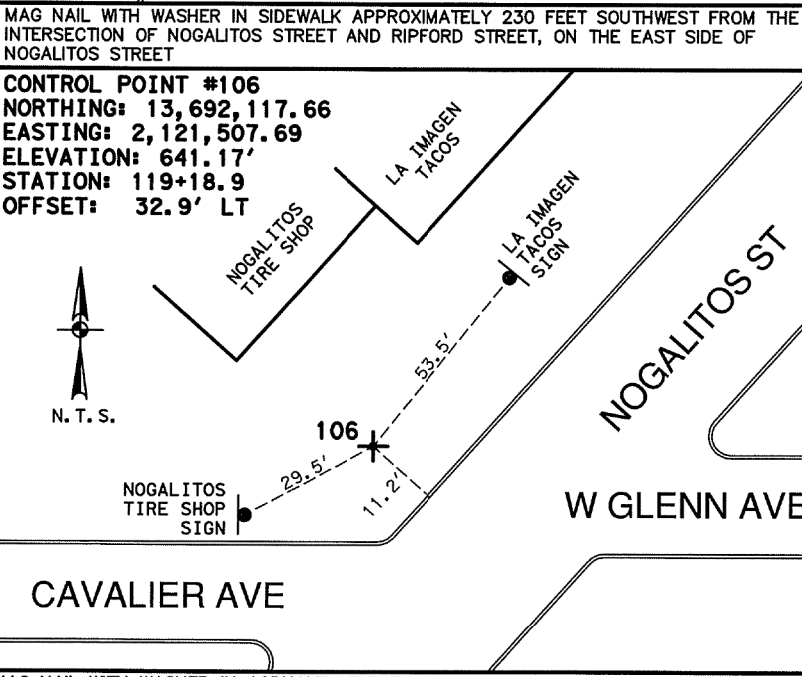 MAG NAIL WITH WASHER IN SIDEWALK APPROXIMATELY 230 FEET SOUTHWEST FROM THE
INTERSECTION OF NOGALITOS STREET AND RIPFORD STREET, ON THE EAST SIDE OF
NOGALITOS STREET
CONTROL POINT #106
NORTHING: 13,692,117.66
EASTING: 2,121,507.69
ELEVATION: 641.17'
STATION: 119+18.9
OFFSET: 32.9' LT
LA IMAGEN
TACOS
NOGALITOS
TIRE SHOP
LA IMAGEN
TACOS
SIGN
NOGALITOS ST
N.T.S.
53.5'
106
29.5'
11.2'
NOGALITOS
TIRE SHOP
SIGN
W GLENN AVE
CAVALIER AVE